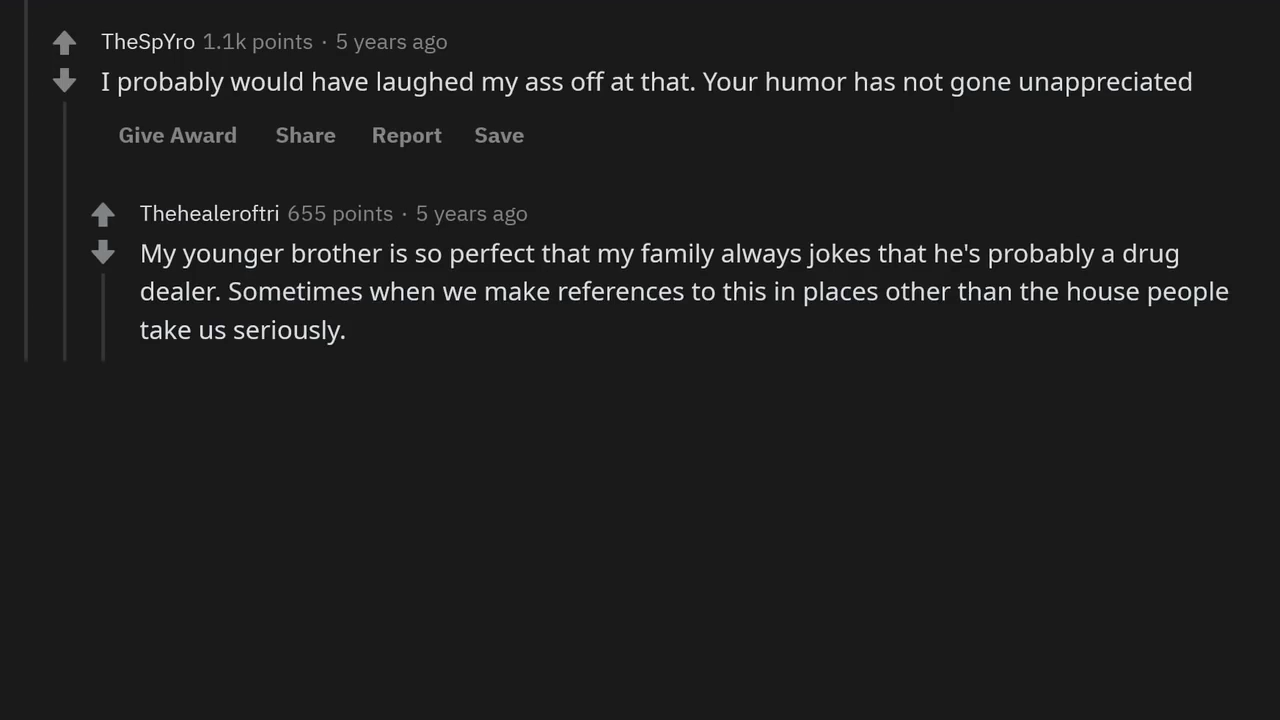 TheSpYro 1.1k points · 5 years ago
I probably would have laughed my ass off at that. Your humor has not gone unappreciated
Give Award Share Report Save
Thehealeroftri 655 points · 5 years ago
My younger brother is so perfect that my family always jokes that he's probably a drug
dealer. Sometimes when we make references to this in places other than the house people
take us seriously.